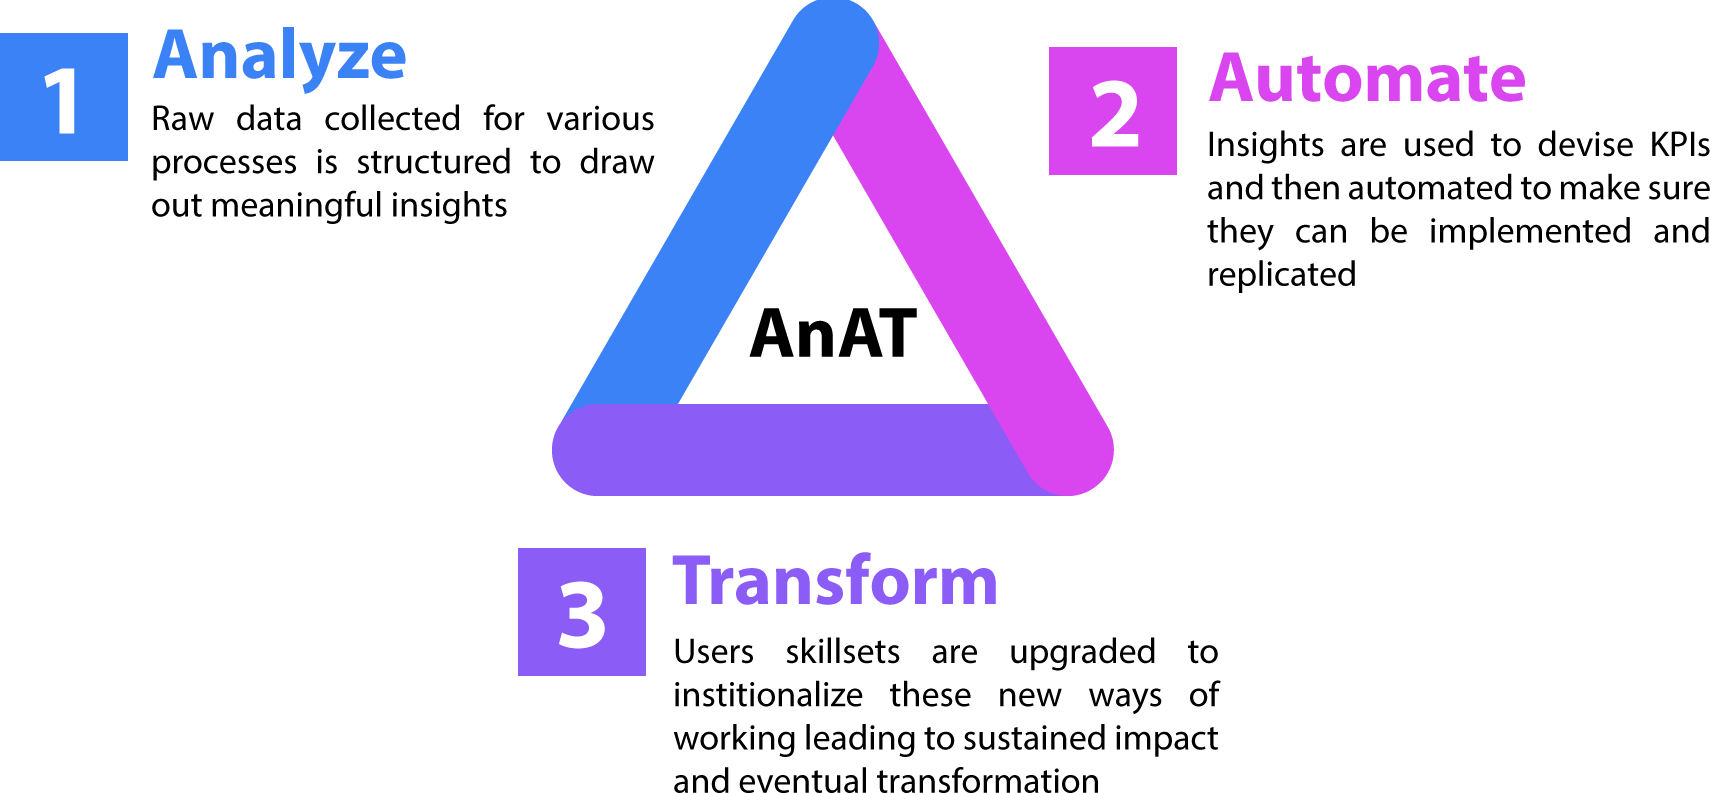 1
Analyze
Raw data collected for various
processes is structured to draw
out meaningful insights
2
Automate
Insights are used to devise KPIs
and then automated to make sure
they can be implemented and
replicated
AnAT
3
Transform
Users skillsets are upgraded to
institionalize these new ways of
working leading to sustained impact
and eventual transformation